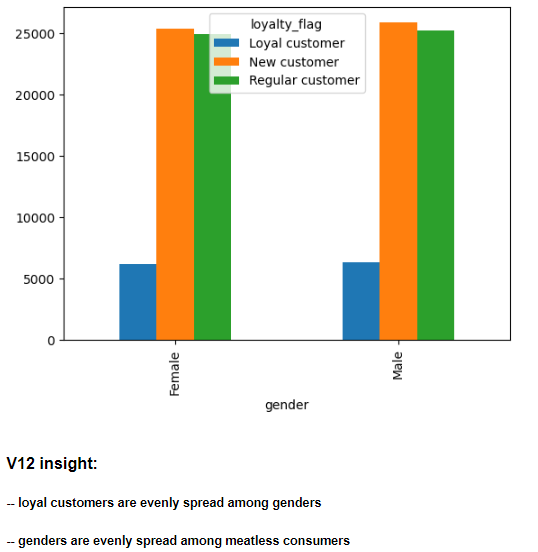 loyalty_flag
Loyal customer
New customer
Regular customer
25000
20000
15000
10000
5000
0
Female
Male
gender
V12 insight:
-- loyal customers are evenly spread among genders
-- genders are evenly spread among meatless consumers